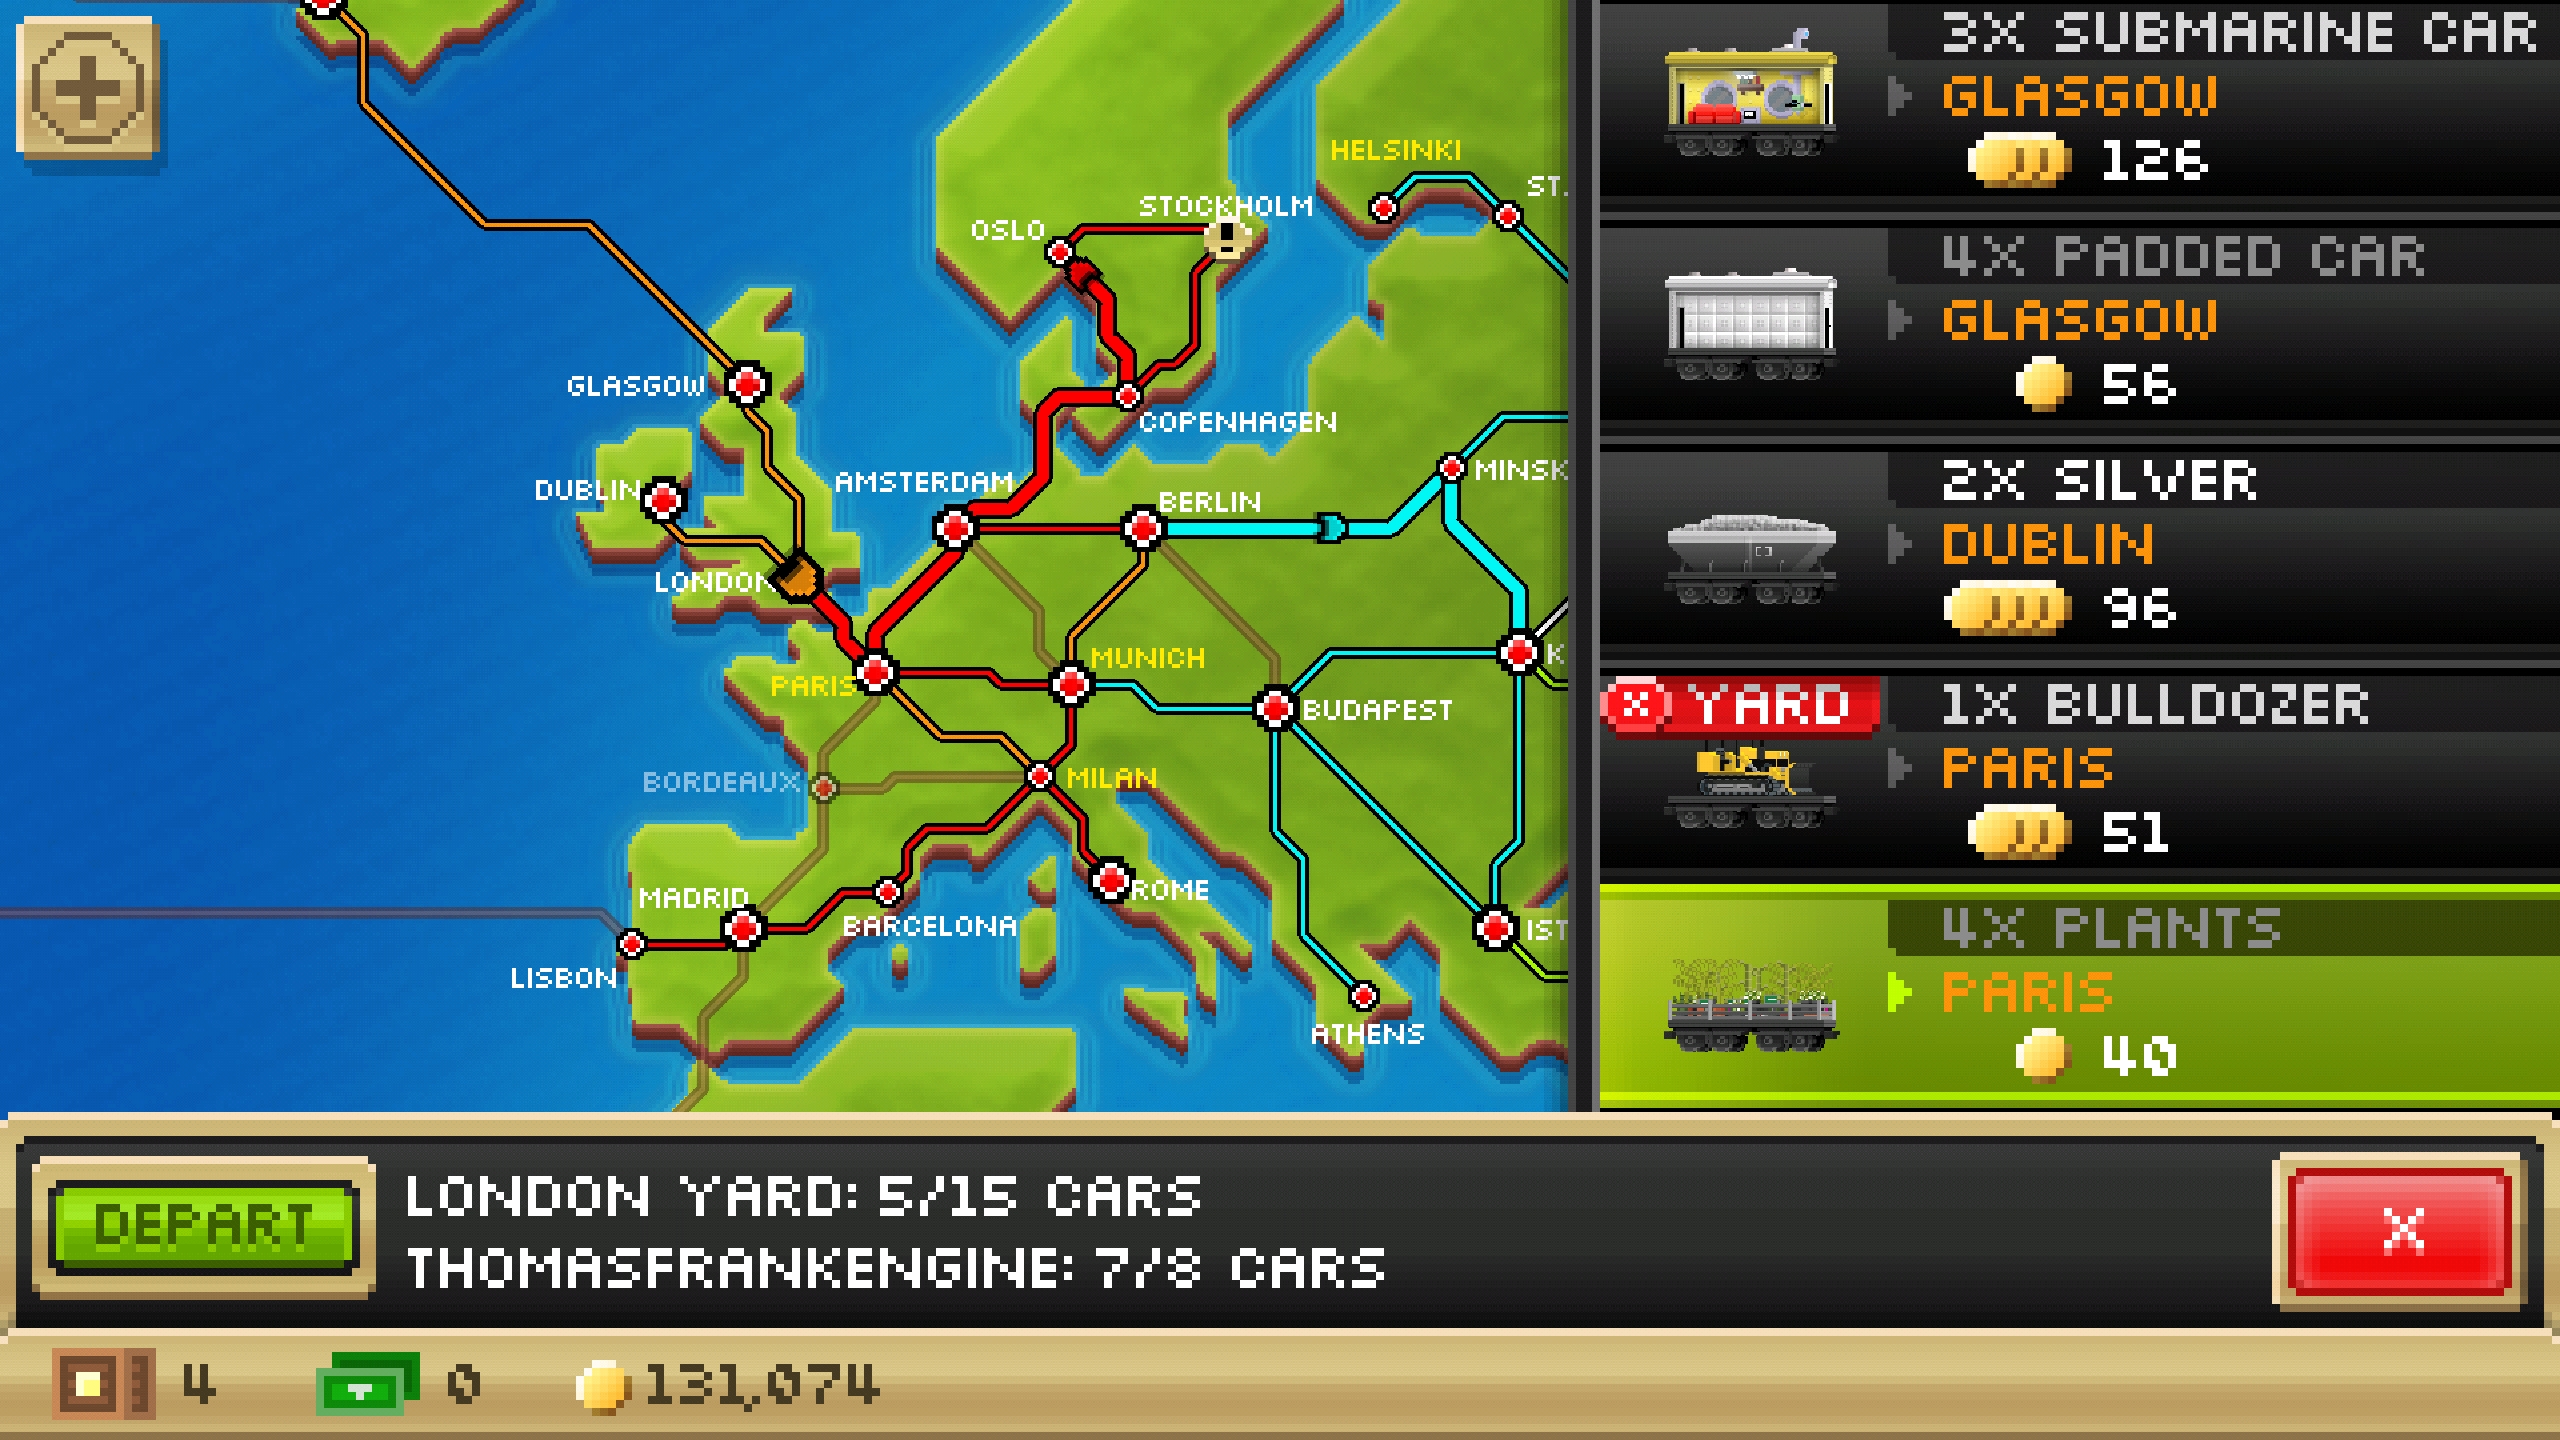 HELSINKI
ST.
STOCKHOLM
OSLO
GLASGOW
COPENHAGEN
MINSK
AMSTERDAM
DUBLIN
BERLIN
LONDON
MUNICH
K
PARIS
BUDAPEST
BORDEAUX
MILAN
MADRID
ROME
BARCELONA
IST
LISBON
ATHENS
3X SUBMARINE CAR
GLASGOW
126
4X PADDED CAR
GLASGOW
56
2X SILVER
DUBLIN
96
X YARD
1X BULLDOZER
PARIS
51
4X PLANTS
PARIS
40
DEPART
LONDON YARD: 5/15 CARS
THOMASFRANKENGINE: 7/8 CARS
X
4
0
131,074